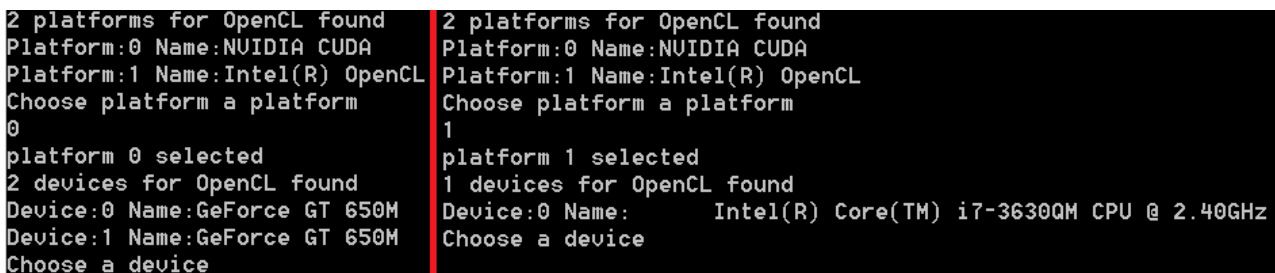 2 platforms for OpenCL found
Platform:0 Name:NVIDIA CUDA
Platform:1 Name:Intel(R) OpenCL
Choose platform a platform
0
platform 0 selected
2 devices for OpenCL found
Device:0 Name:GeForce GT 650M
Device:1 Name:GeForce GT 650M
Choose a device
2 platforms for OpenCL found
Platform:0 Name:NVIDIA CUDA
Platform:1 Name:Intel(R) OpenCL
Choose platform a platform
1
platform 1 selected
1 devices for OpenCL found
Device:0 Name:       Intel(R) Core(TM) i7-3630QM CPU @ 2.40GHz
Choose a device